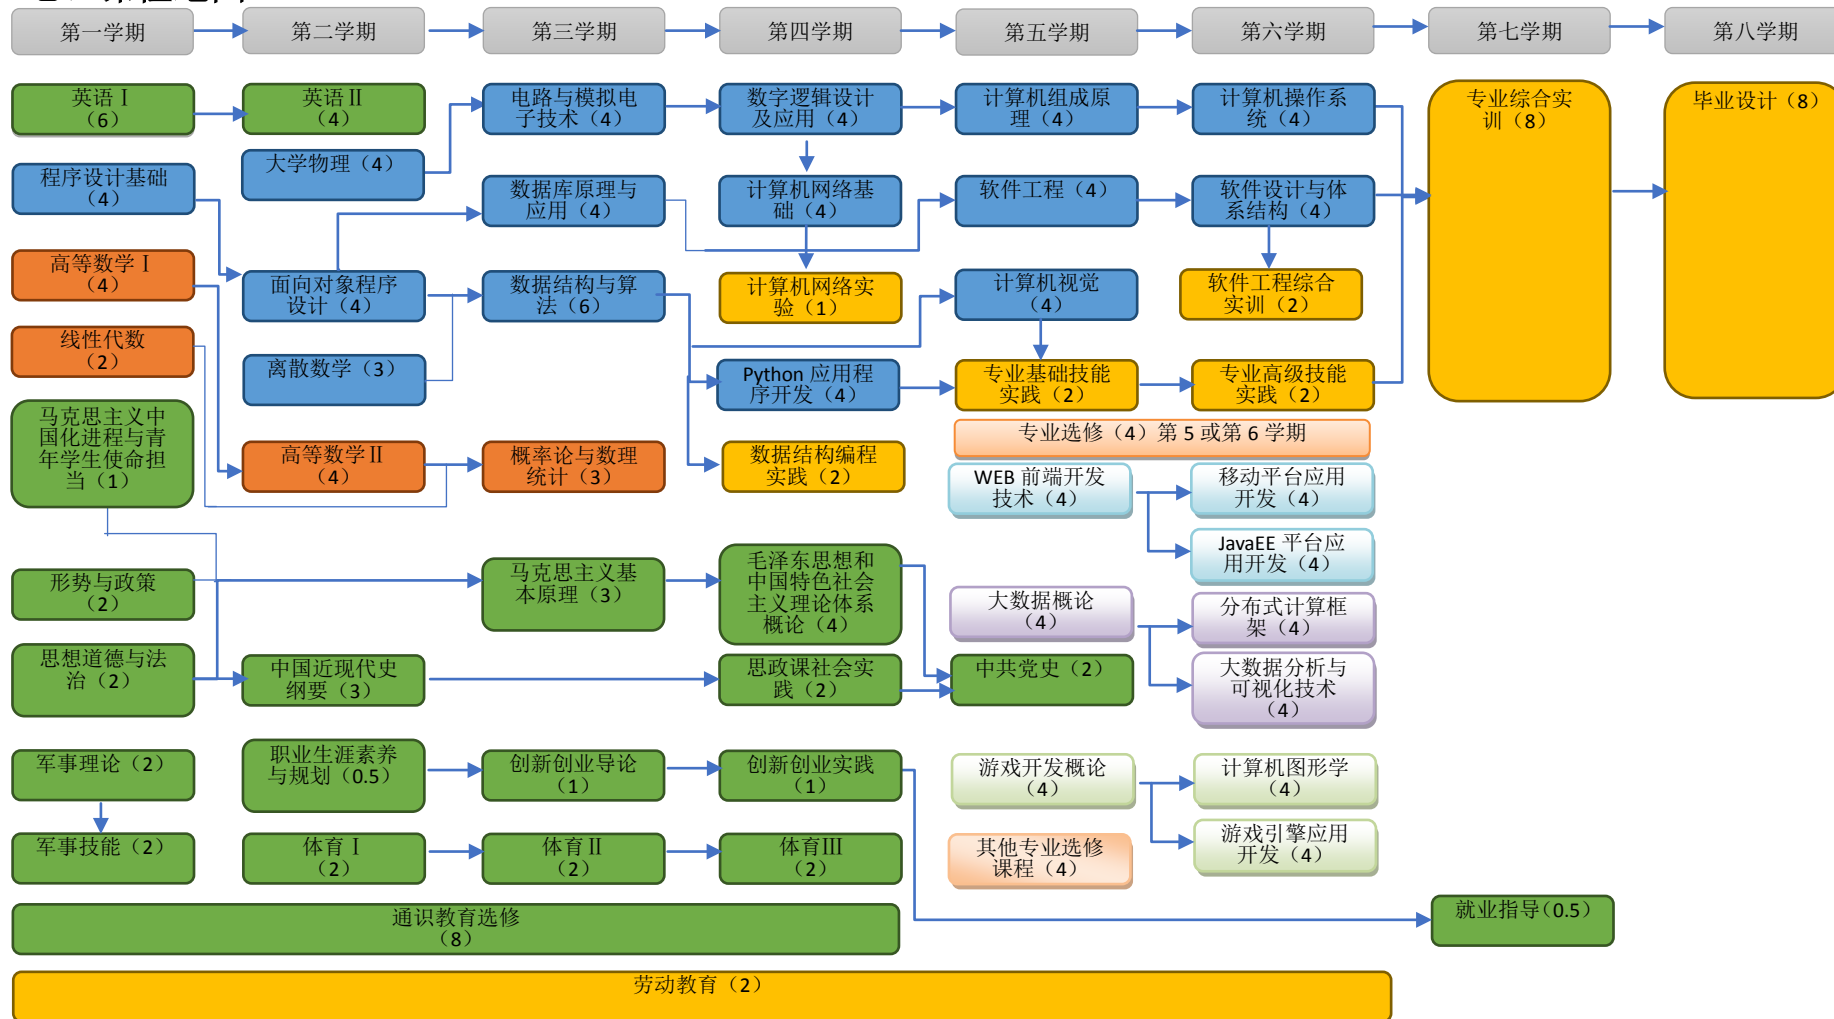 第一学期
第二学期
第三学期
第四学期
第五学期
第六学期
第七学期
第八学期
英语Ⅰ
（6）
英语Ⅱ
（4）
电路与模拟电
子技术（4）
数字逻辑设计
及应用（4）
计算机组成原
理（4）
计算机操作系
统（4）
专业综合实
训（8）
毕业设计（8）
程序设计基础
（4）
大学物理（4）
数据库原理与
应用（4）
计算机网络基
础（4）
软件工程（4）
软件设计与体
系结构（4）
高等数学Ⅰ
（4）
面向对象程序
设计（4）
数据结构与算
法（6）
计算机网络实
验（1）
计算机视觉
（4）
软件工程综合
实训（2）
线性代数
（2）
离散数学（3）
Python 应用程
序开发（4）
专业基础技能
实践（2）
专业高级技能
实践（2）
马克思主义中
国化进程与青
年学生使命担
当（1）
高等数学Ⅱ
（4）
概率论与数理
统计（3）
数据结构编程
实践（2）
专业选修（4）第 5 或第 6 学期
WEB 前端开发
技术（4）
移动平台应用
开发（4）
JavaEE 平台应
用开发（4）
形势与政策
（2）
马克思主义基
本原理（3）
毛泽东思想和
中国特色社会
主义理论体系
概论（4）
大数据概论
（4）
分布式计算框
架（4）
思想道德与法
治（2）
中国近现代史
纲要（3）
思政课社会实
践（2）
中共党史（2）
大数据分析与
可视化技术
（4）
军事理论（2）
职业生涯素养
与规划（0.5）
创新创业导论
（1）
创新创业实践
（1）
游戏开发概论
（4）
计算机图形学
（4）
军事技能（2）
体育Ⅰ
（2）
体育Ⅱ
（2）
体育Ⅲ
（2）
其他专业选修
课程（4）
游戏引擎应用
开发（4）
通识教育选修
（8）
就业指导（0.5）
劳动教育（2）